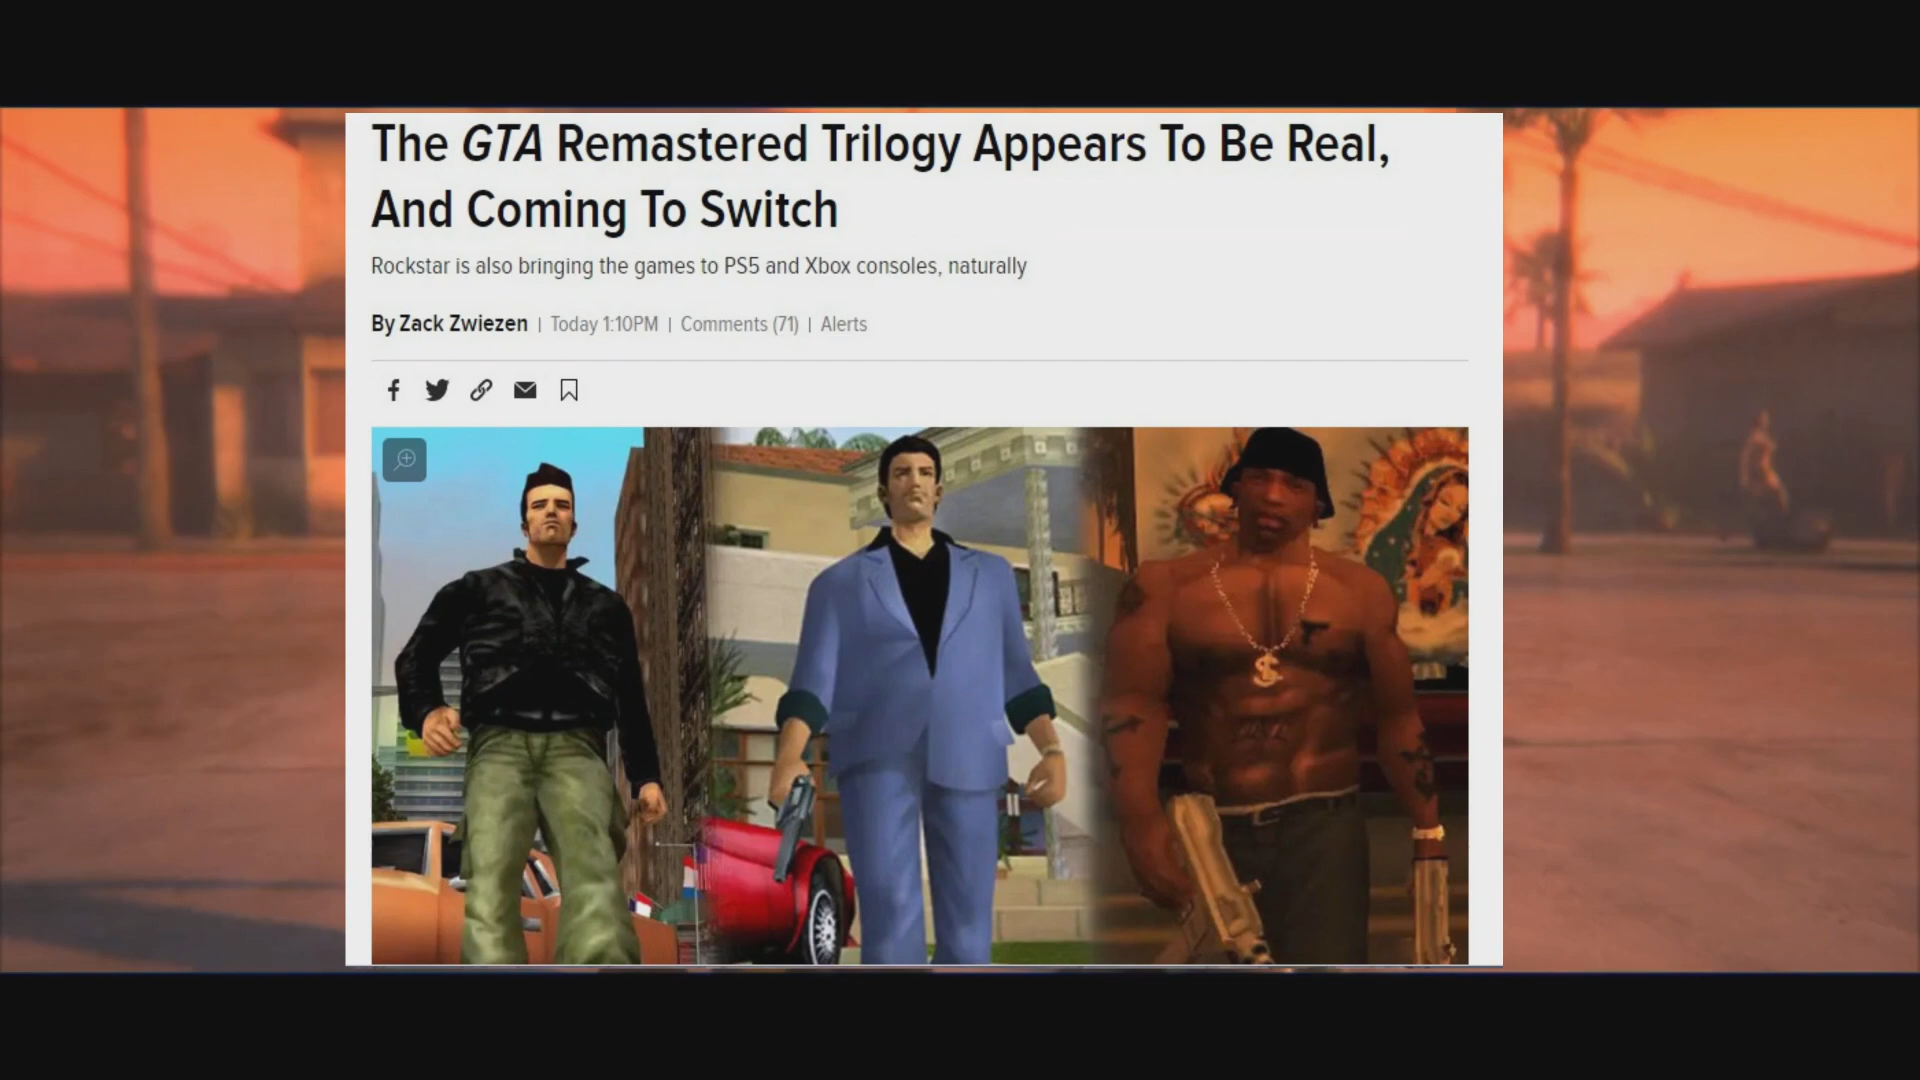 The GTA Remastered Trilogy Appears To Be Real,
And Coming To Switch
Rockstar is also bringing the games to PS5 and Xbox consoles, naturally
By Zack Zwiezen | Today 1:10PM | Comments (71) | Alerts